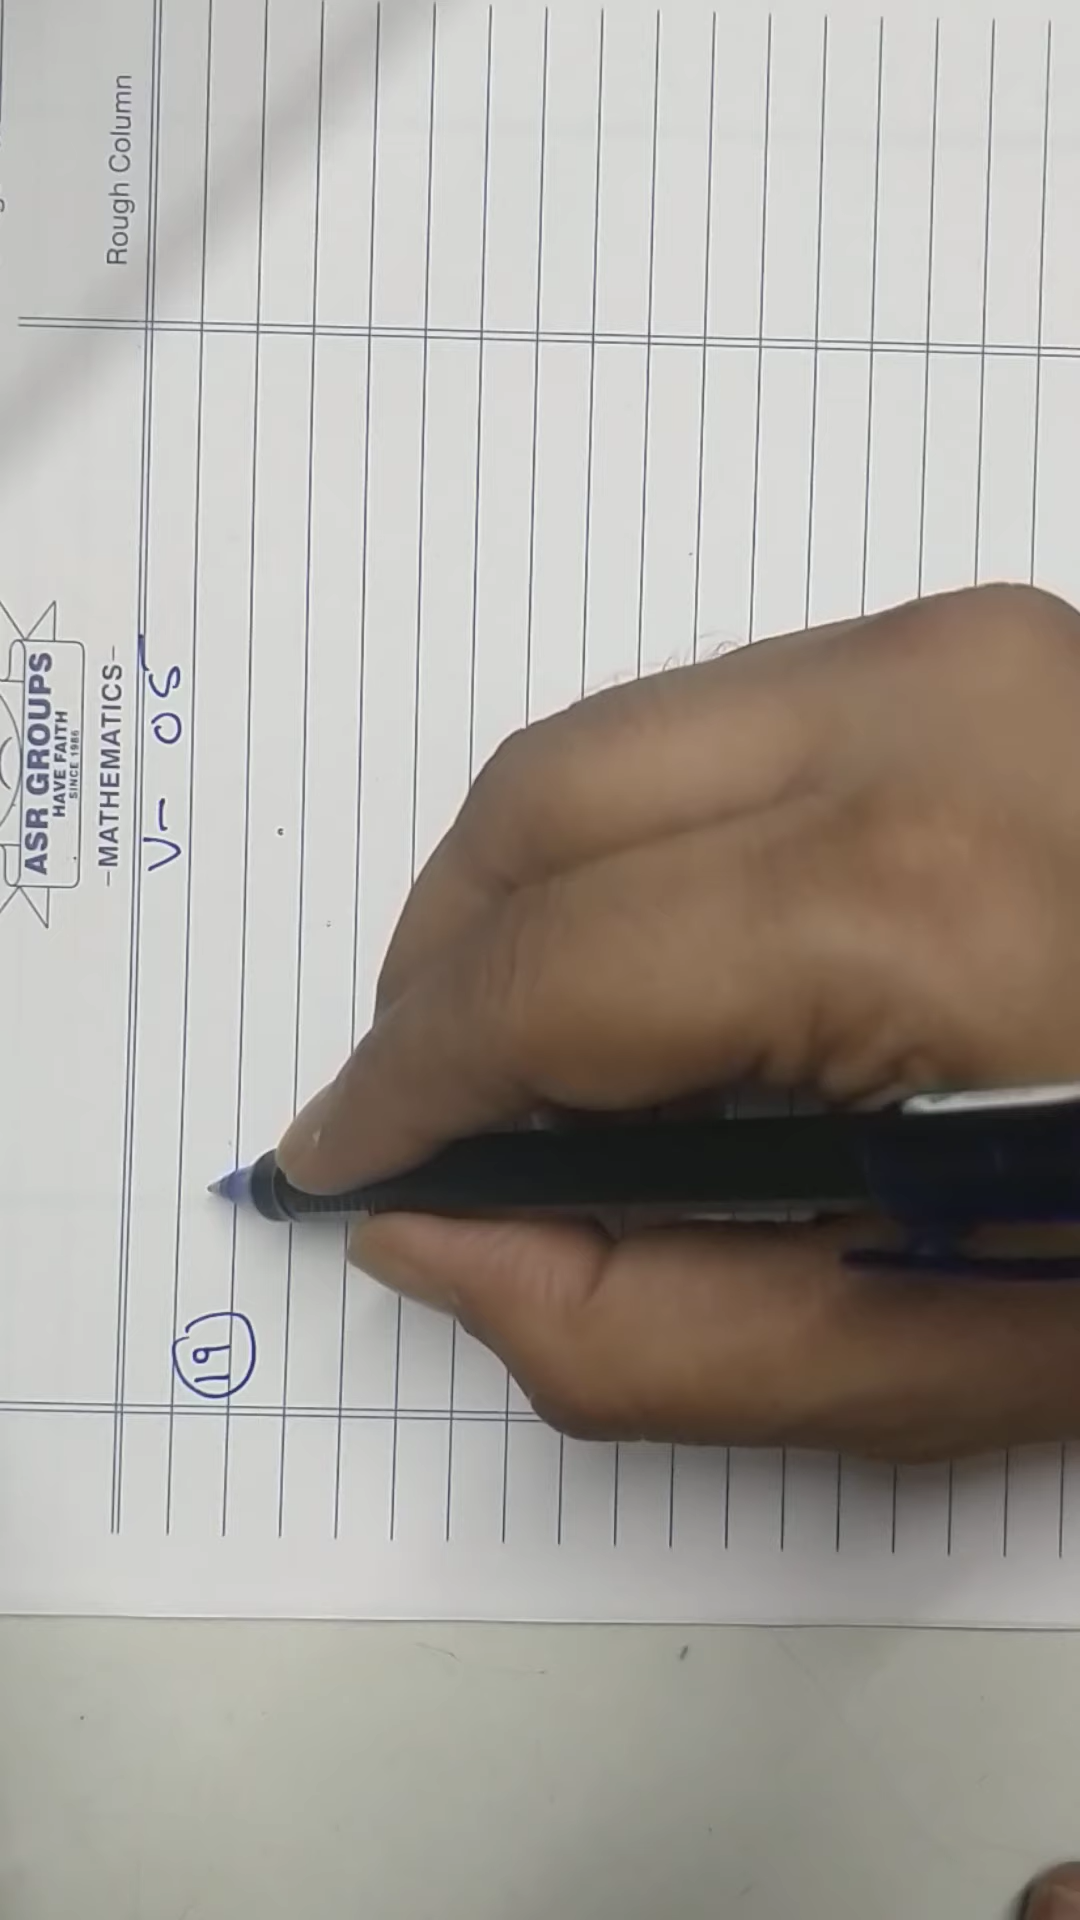 ASR GROUPS
HAVE FAITH
SINCE 1986
-MATHEMATICS-
Rough Column
V- 05
19